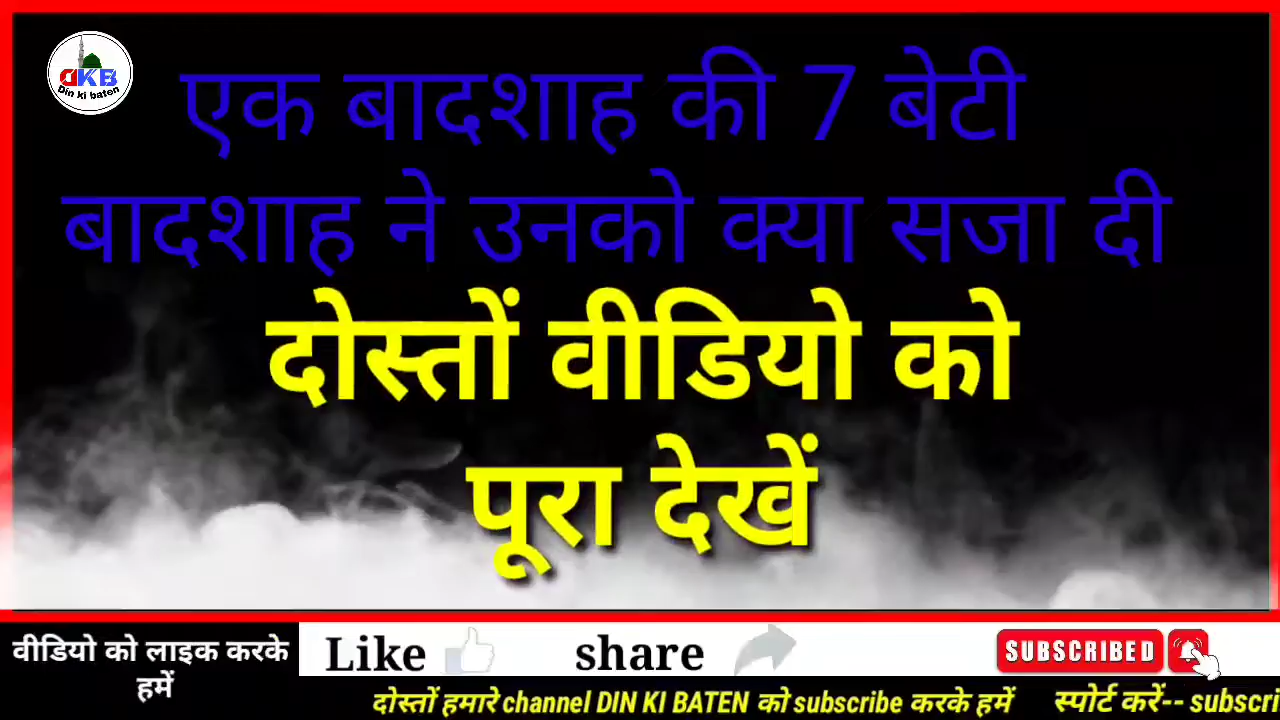 DKB
Din ki baten
एक बादशाह की 7 बेटी
बादशाह ने उनको क्या सजा दी
दोस्तों वीडियो को
पूरा देखें
वीडियो को लाइक करके
हमें
Like
share
SUBSCRIBED
दोस्तों हमारे channel DIN KI BATEN को subscribe करके हमें स्पोर्ट करें-- subscri